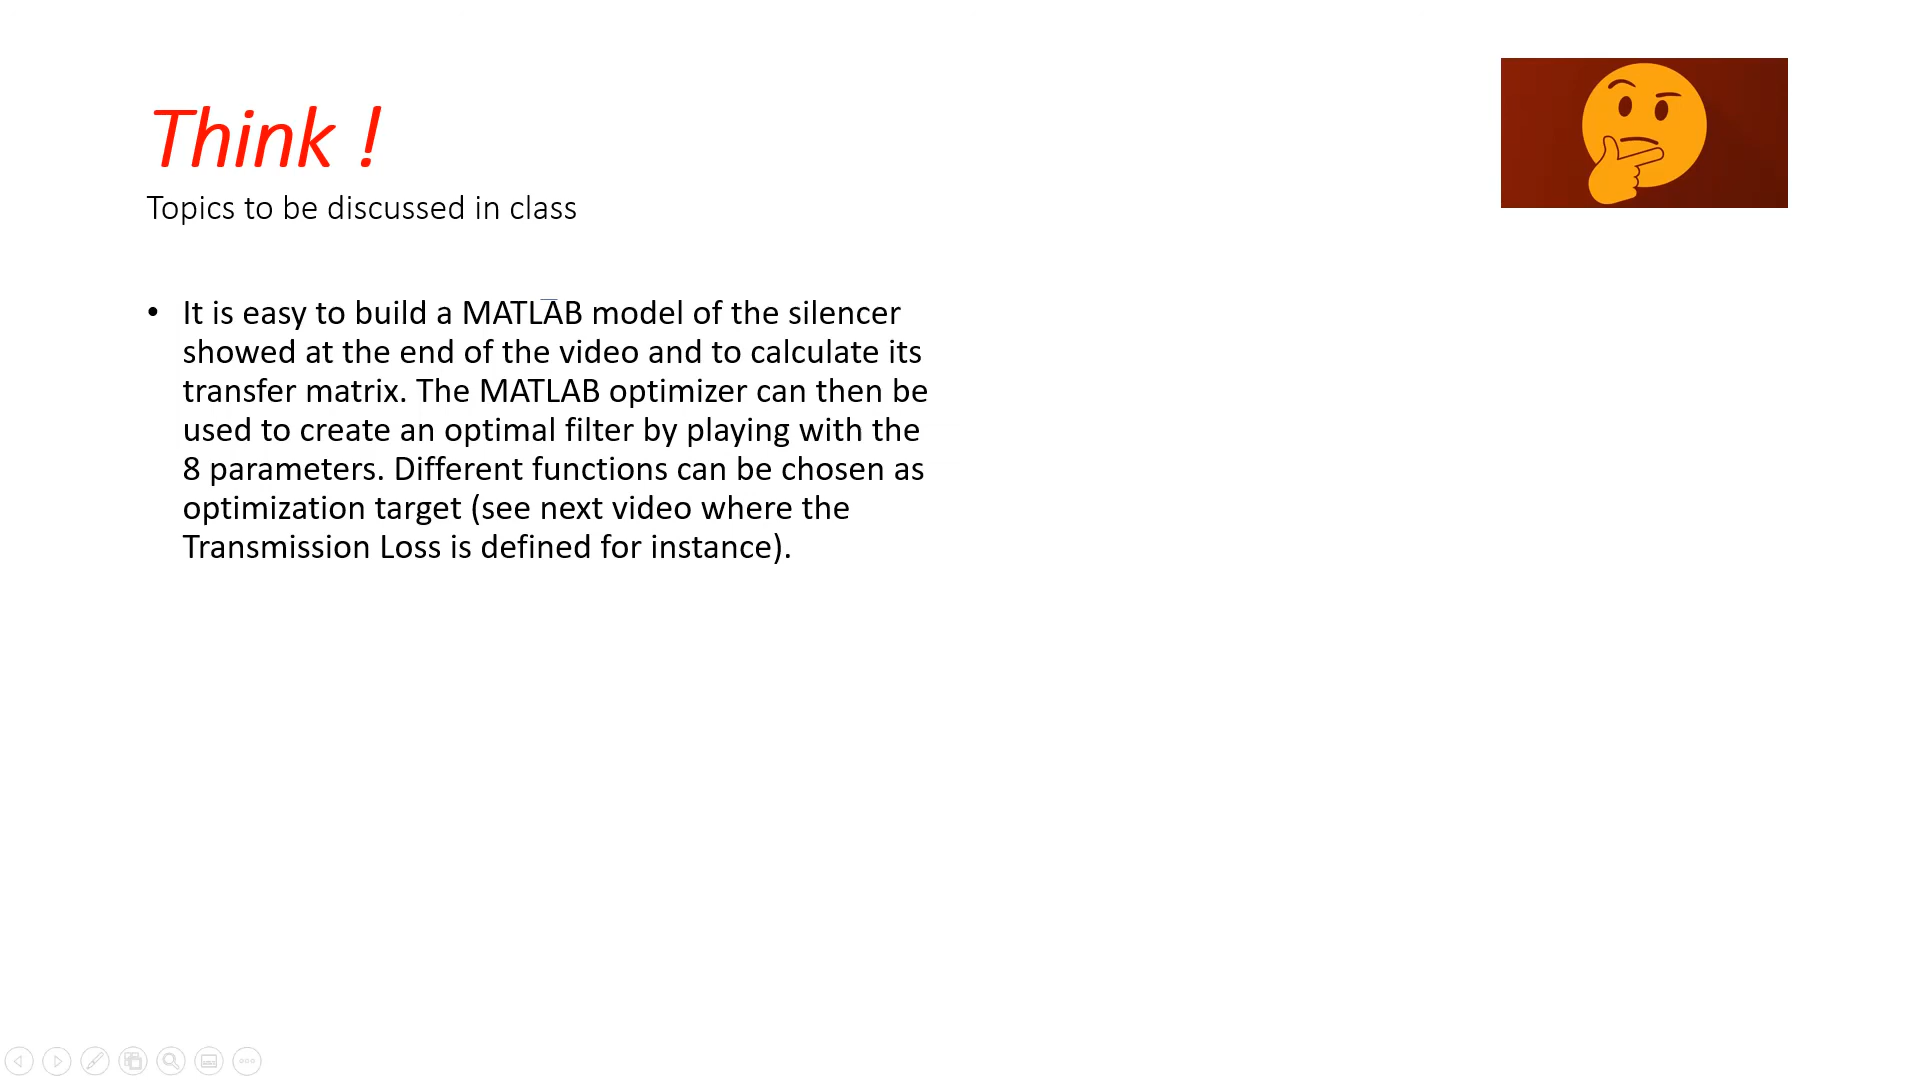 Think !
Topics to be discussed in class
• It is easy to build a MATLAB model of the silencer
showed at the end of the video and to calculate its
transfer matrix. The MATLAB optimizer can then be
used to create an optimal filter by playing with the
8 parameters. Different functions can be chosen as
optimization target (see next video where the
Transmission Loss is defined for instance).